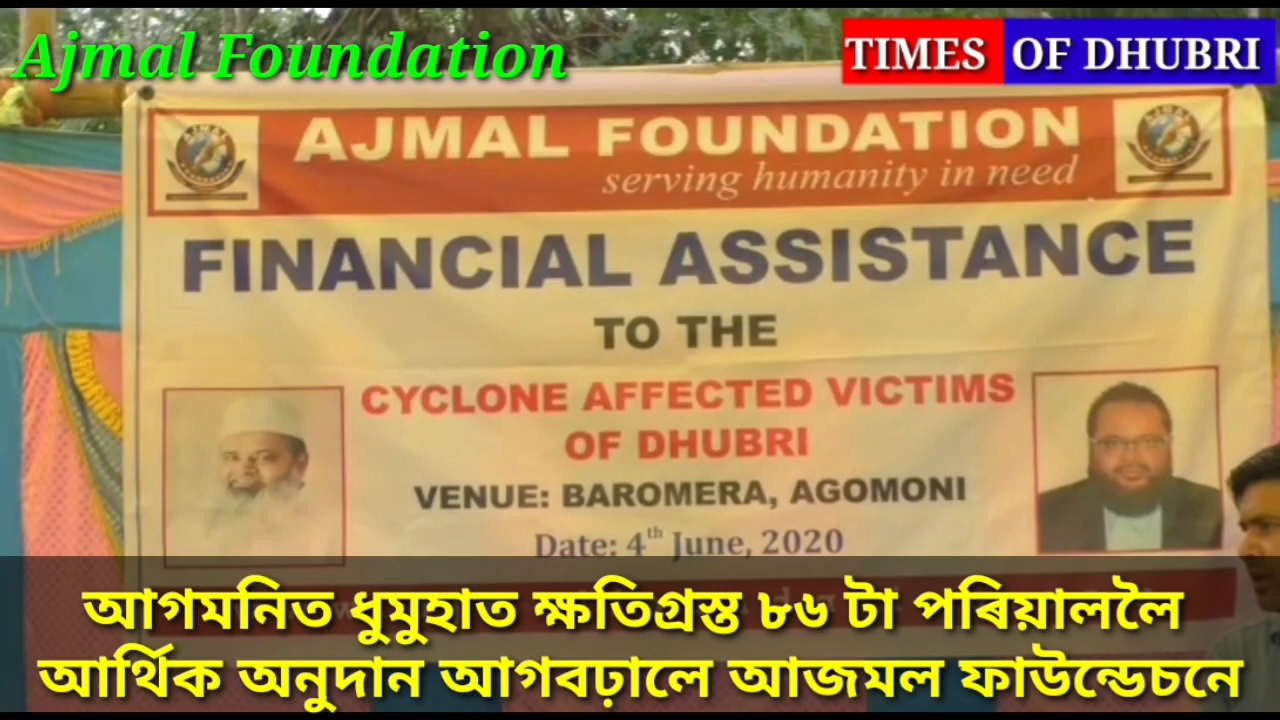 Ajmal Foundation
TIMES OF DHUBRI
AJMAL FOUNDATION
serving humanity in need
FINANCIAL ASSISTANCE
TO THE
CYCLONE AFFECTED VICTIMS
OF DHUBRI
VENUE: BAROMERA, AGOMONI
Date: 4th June, 2020
আগমনিত ধুমুহাত ক্ষতিগ্ৰস্ত ৮৬ টা পৰিয়াললৈ
আৰ্থিক অনুদান আগবঢ়ালে আজমল ফাউন্ডেচনে